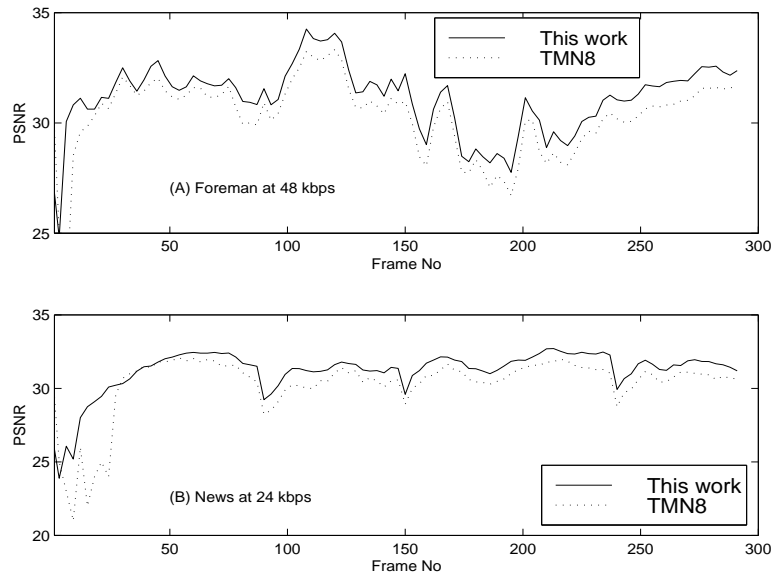 35
30
25
PSNR
This work
TMN8
(A) Foreman at 48 kbps
50 100 150 200 250 300
Frame No
35
30
25
20
PSNR
(B) News at 24 kbps
This work
TMN8
50 100 150 200 250 300
Frame No